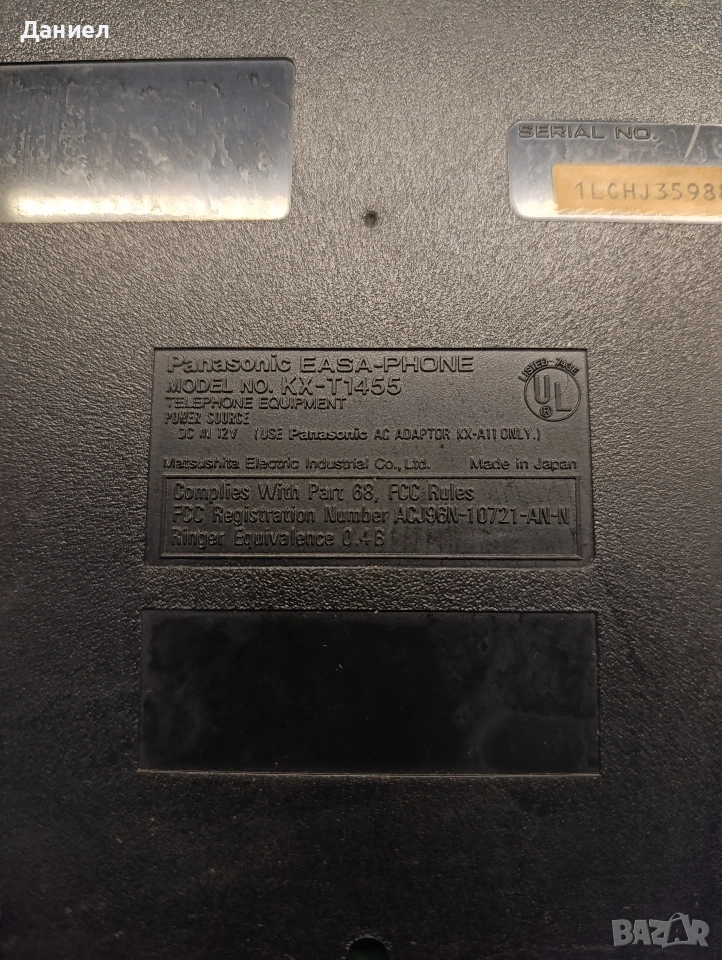 Даниел
SERIAL NO.
1LCHJ3598
Panasonic EASA-PHONE
MODEL NO. KX-T1455
TELEPHONE EQUIPMENT
POWER SOURCE
DC IN 12V (USE Panasonic AC ADAPTOR KX-A11 ONLY.)
Matsushita Electric Industrial Co., Ltd. Made in Japan
LISTED
UL
Complies With Part 68, FCC Rules
FCC Registration Number ACJ96N-10721-AN-N
Ringer Equivalence 0.4B
BAZAR